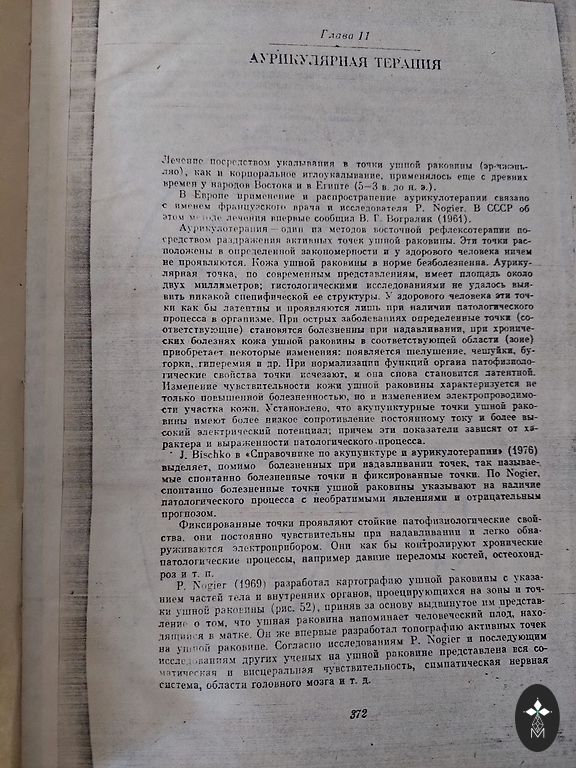 Глава 11
АУРИКУЛЯРНАЯ ТЕРАПИЯ
Лечение посредством укалывания в точки ушной раковины (эр-чжэнь-
ляо), как и корпоральное иглоукалывание, применялось еще с древних
времен у народов Востока и в Египте (5—3 в. до н. э.).
В Европе применение и распространение аурикулотерапии связано
с именем французского врача и исследователя P. Nogier. В СССР об
этом методе лечения впервые сообщил В. Г. Вогралик (1961).
Аурикулотерапия — один из методов восточной рефлексотерапии по-
средством раздражения активных точек ушной раковины. Эти точки рас-
положены в определенной закономерности и у здорового человека ничем
не проявляются. Кожа ушной раковины в норме безболезненна. Аурику-
лярная точка, по современным представлениям, имеет площадь около
двух миллиметров; гистологическими исследованиями не удалось выя-
вить никакой специфической ее структуры. У здорового человека эти точ-
ки как бы латентны и проявляются лишь при наличии патологического
процесса в организме. При острых заболеваниях определенные точки (со-
ответствующие) становятся болезненны при надавливании, при хрониче-
ских болезнях кожа ушной раковины в соответствующей области (зоне)
приобретает некоторые изменения: появляется шелушение, чешуйки, бу-
горки, гиперемия и др. При нормализации функций органа патофизиоло-
гические свойства точки исчезают, и она снова становится латентной.
Изменение чувствительности кожи ушной раковины характеризуется не
только повышенной болезненностью, но и изменением электропроводимо-
сти участка кожи. Установлено, что акупунктурные точки ушной рако-
вины имеют более низкое сопротивление постоянному току и более вы-
сокий электрический потенциал; причем эти показатели зависят от ха-
рактера и выраженности патологического процесса.
J. Bischko в «Справочнике по акупунктуре и аурикулотерапии» (1976)
выделяет, помимо болезненных при надавливании точек, так называе-
мые спонтанно болезненные точки и фиксированные точки. По Nogier,
спонтанно болезненные точки ушной раковины указывают на наличие
патологического процесса с необратимыми явлениями и отрицательным
прогнозом.
Фиксированные точки проявляют стойкие патофизиологические свой-
ства, они постоянно чувствительны при надавливании и легко обна-
руживаются электроприбором. Они как бы контролируют хронические
патологические процессы, например давние переломы костей, остеохонд-
роз и т. п.
P. Nogier (1969) разработал картографию ушной раковины с указа-
нием частей тела и внутренних органов, проецирующихся на зоны и точ-
ки ушной раковины (рис. 52), приняв за основу выдвинутое им представ-
ление о том, что ушная раковина напоминает человеческий плод, нахо-
дящийся в матке. Он же впервые разработал топографию активных точек
на ушной раковине. Согласно исследованиям P. Nogier и последующим
исследованиям других ученых на ушной раковине представлена вся со-
матическая и висцеральная чувствительность, симпатическая нервная
система, области головного мозга и т. д.
372
M